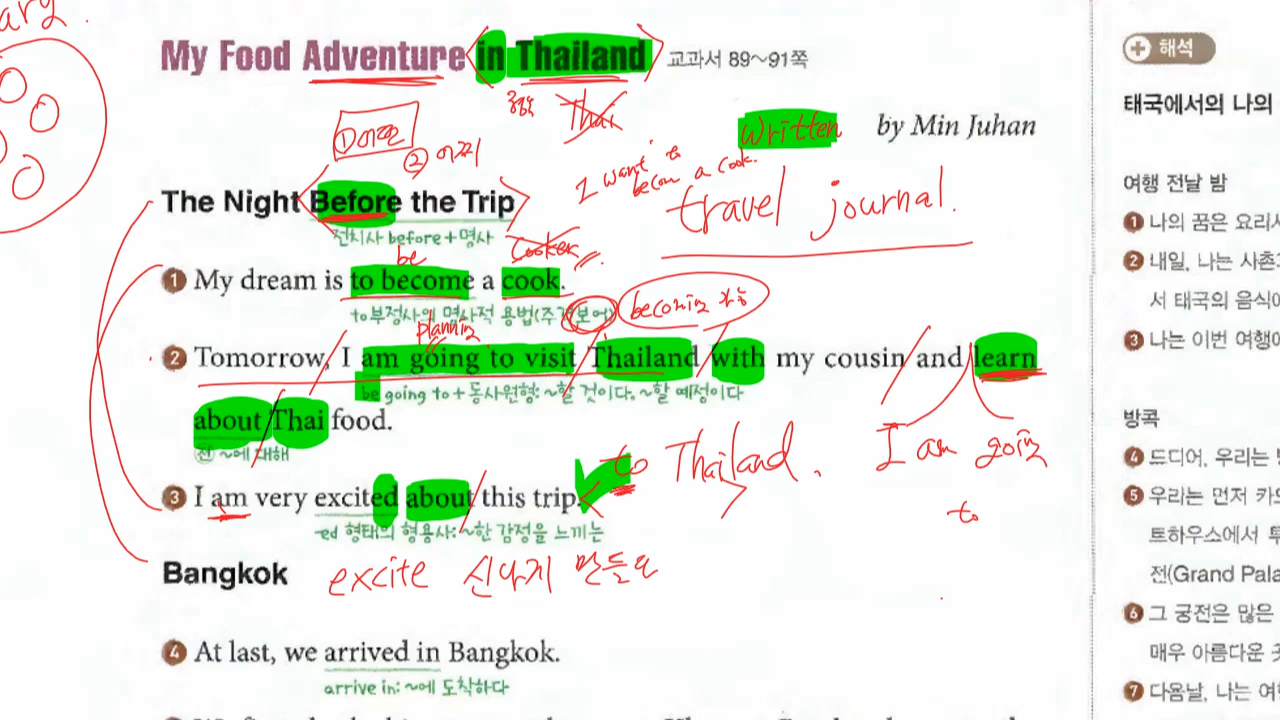 ary.
My Food Adventure in Thailand 교과서 89~91쪽
형용 Thai
① 이전 written by Min Juhan
② 어찌
I want to become a cook.
The Night Before the Trip travel journal.
전치사 before+명사
be cooker
1 My dream is to become a cook.
to부정사의 명사적 용법(주격 보어) becoming 가능
planning
2 Tomorrow, I am going to visit Thailand with my cousin and learn
be going to+동사원형: ~할 것이다, ~할 예정이다
about Thai food.
전 ~에 대해
to Thailand. I am going
to
3 I am very excited about this trip.
-ed 형태의 형용사: ~한 감정을 느끼는
Bangkok excite 신나게 만들다
4 At last, we arrived in Bangkok.
arrive in: ~에 도착하다
해석
태국에서의 나의
여행 전날 밤
1 나의 꿈은 요리사
2 내일, 나는 사촌
서 태국의 음식에
3 나는 이번 여행에
방콕
4 드디어, 우리는
5 우리는 먼저 카
트하우스에서 투
전(Grand Pala
6 그 궁전은 많은
매우 아름다운
7 다음날, 나는 여